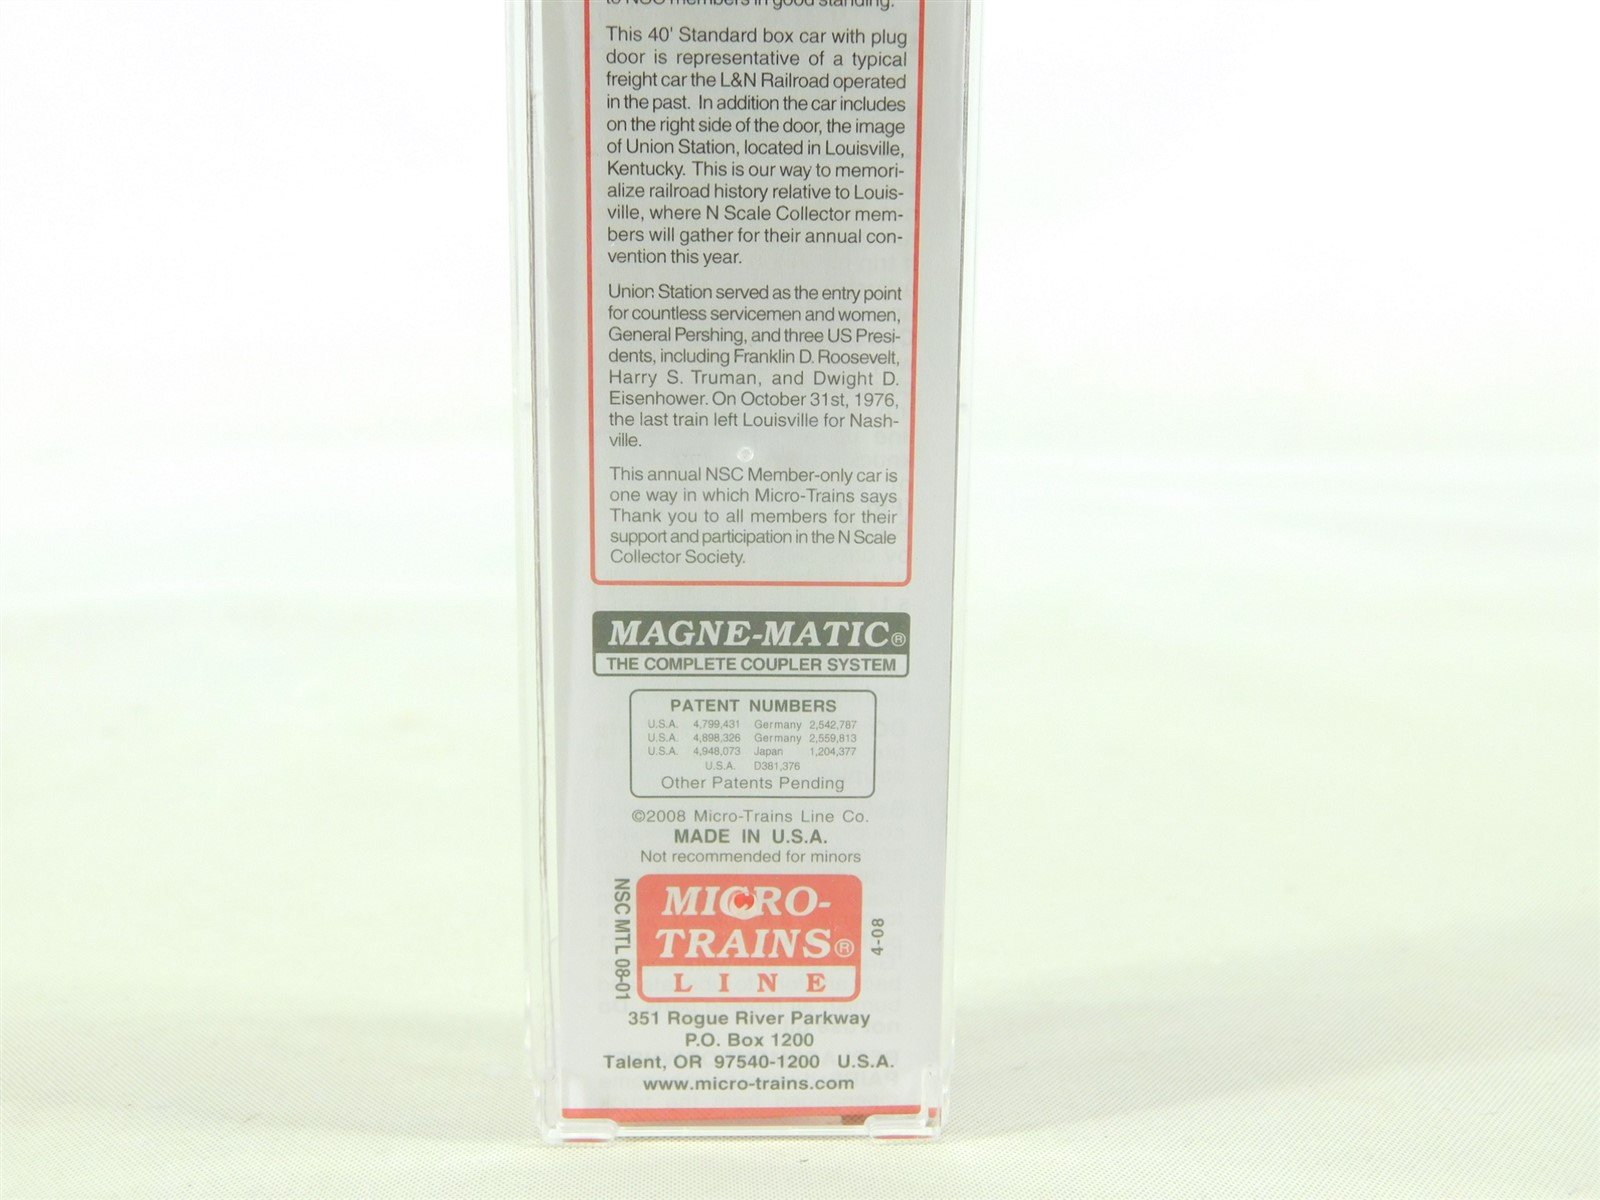 to NSC members in good standing.
This 40' Standard box car with plug
door is representative of a typical
freight car the L&N Railroad operated
in the past. In addition the car includes
on the right side of the door, the image
of Union Station, located in Louisville,
Kentucky. This is our way to memori-
alize railroad history relative to Louis-
ville, where N Scale Collector mem-
bers will gather for their annual con-
vention this year.
Union Station served as the entry point
for countless servicemen and women,
General Pershing, and three US Presi-
dents, including Franklin D. Roosevelt,
Harry S. Truman, and Dwight D.
Eisenhower. On October 31st, 1976,
the last train left Louisville for Nash-
ville.
This annual NSC Member-only car is
one way in which Micro-Trains says
Thank you to all members for their
support and participation in the N Scale
Collector Society.
MAGNE-MATIC®
THE COMPLETE COUPLER SYSTEM
PATENT NUMBERS
U.S.A. 4,799,431 Germany 2,542,787
U.S.A. 4,898,326 Germany 2,559,813
U.S.A. 4,948,073 Japan 1,204,377
U.S.A. D381,376
Other Patents Pending
©2008 Micro-Trains Line Co.
MADE IN U.S.A.
Not recommended for minors
NSC MTL 08-01
MICRO-
TRAINS®
LINE
4-08
351 Rogue River Parkway
P.O. Box 1200
Talent, OR 97540-1200 U.S.A.
www.micro-trains.com